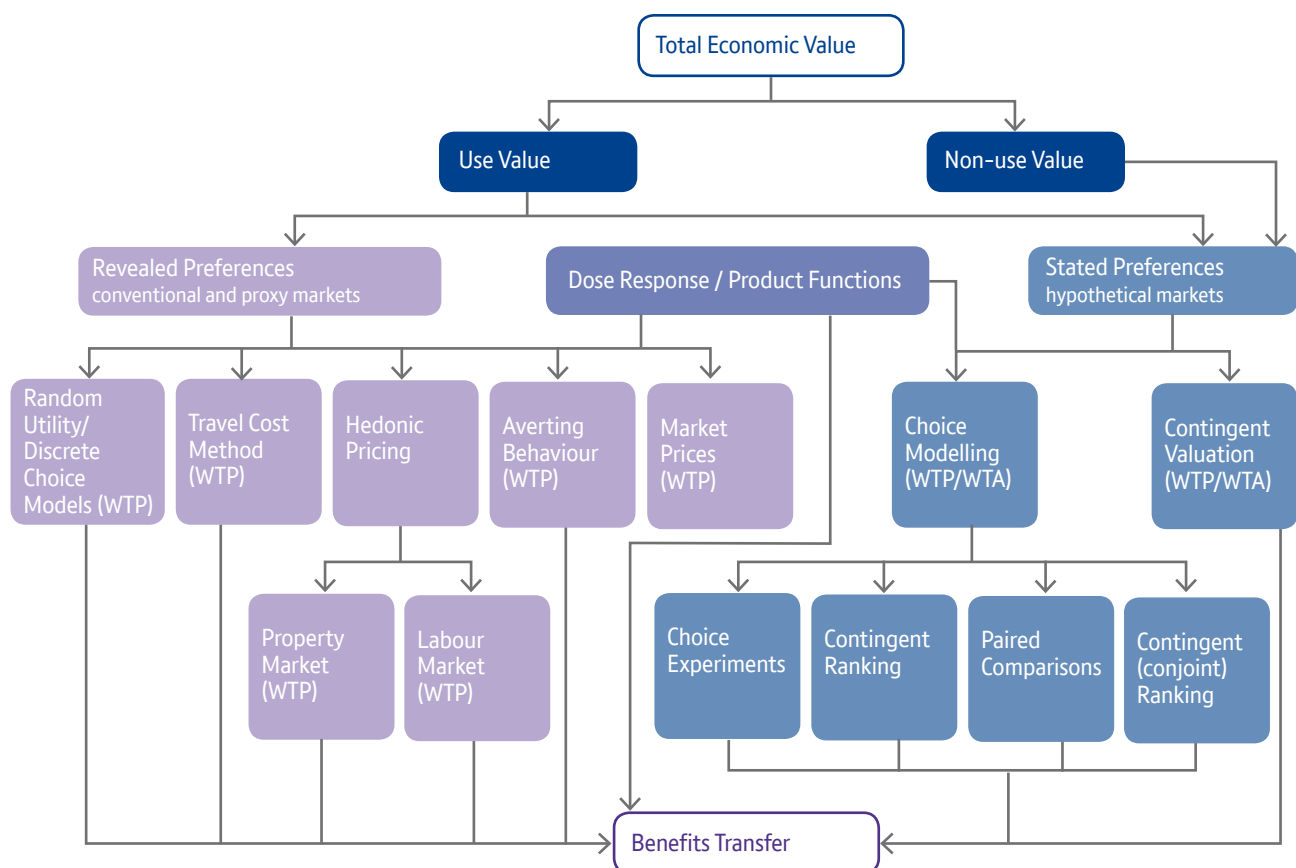 Total Economic Value
Use Value
Non-use Value
Revealed Preferences
conventional and proxy markets
Dose Response / Product Functions
Stated Preferences
hypothetical markets
Random
Utility/
Discrete
Choice
Models (WTP)
Travel Cost
Method
(WTP)
Hedonic
Pricing
Averting
Behaviour
(WTP)
Market
Prices
(WTP)
Choice
Modelling
(WTP/WTA)
Contingent
Valuation
(WTP/WTA)
Property
Market
(WTP)
Labour
Market
(WTP)
Choice
Experiments
Contingent
Ranking
Paired
Comparisons
Contingent
(conjoint)
Ranking
Benefits Transfer